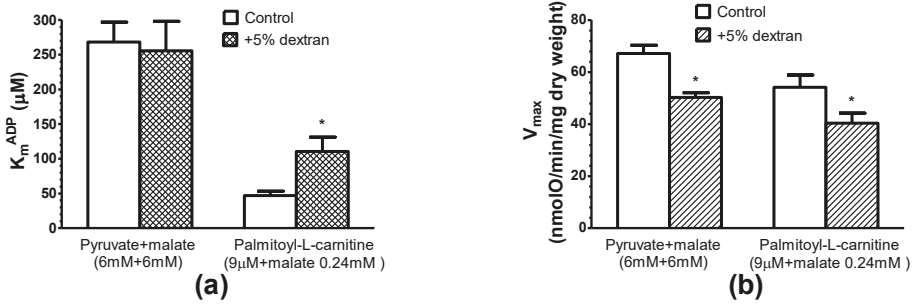 300
250
200
150
100
50
0
K_m^ADP (μM)
Control
+5% dextran
*
Pyruvate+malate
(6mM+6mM)
Palmitoyl-L-carnitine
(9μM+malate 0.24mM )
(a)
80
60
40
20
0
V_max
(nmolO/min/mg dry weight)
Control
+5% dextran
*
*
Pyruvate+malate
(6mM+6mM)
Palmitoyl-L-carnitine
(9μM+malate 0.24mM )
(b)